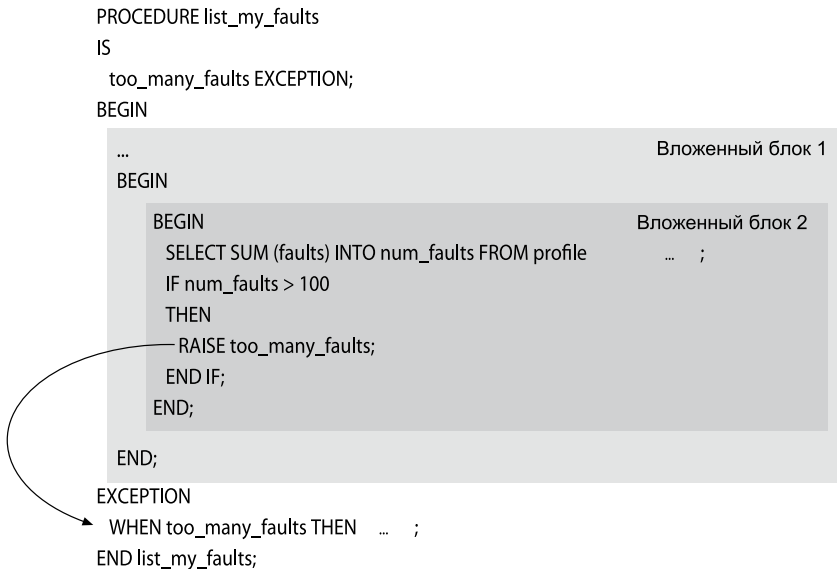 PROCEDURE list_my_faults
IS
too_many_faults EXCEPTION;
BEGIN
... Вложенный блок 1
BEGIN
BEGIN Вложенный блок 2
SELECT SUM (faults) INTO num_faults FROM profile ... ;
IF num_faults > 100
THEN
RAISE too_many_faults;
END IF;
END;
END;
EXCEPTION
WHEN too_many_faults THEN ... ;
END list_my_faults;